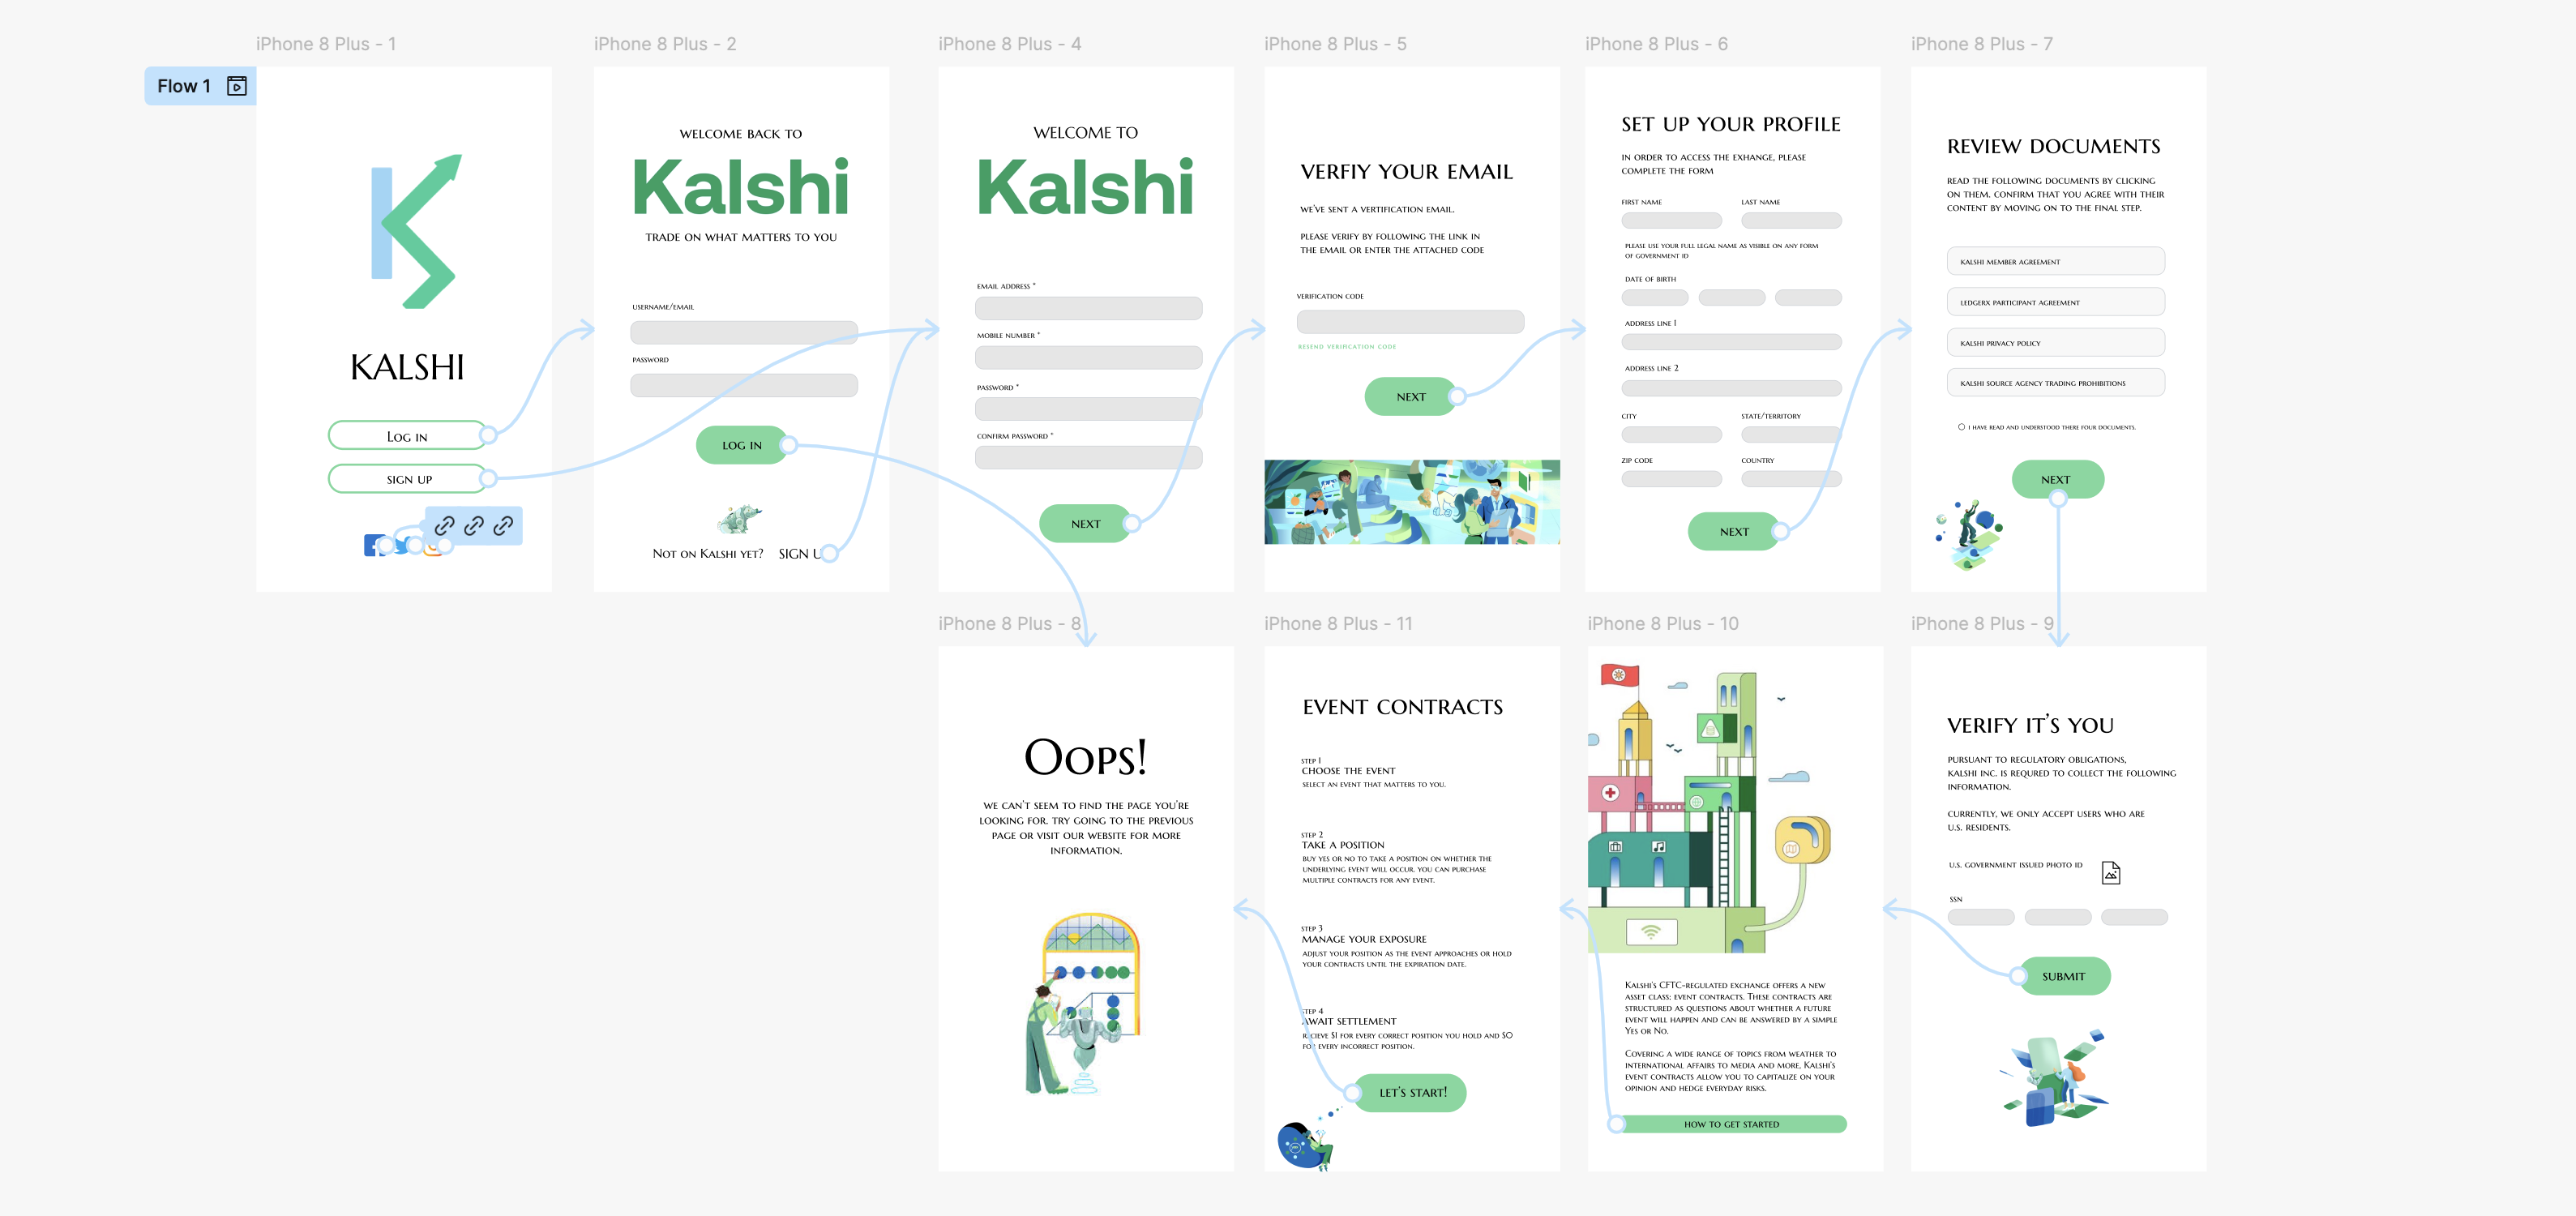 iPhone 8 Plus - 1
Flow 1
KALSHI
Log in
SIGN UP
iPhone 8 Plus - 2
WELCOME BACK TO
Kalshi
TRADE ON WHAT MATTERS TO YOU
USERNAME/EMAIL
PASSWORD
LOG IN
Not on Kalshi yet? SIGN U
iPhone 8 Plus - 4
WELCOME TO
Kalshi
EMAIL ADDRESS *
MOBILE NUMBER *
PASSWORD *
CONFIRM PASSWORD *
NEXT
iPhone 8 Plus - 5
VERFIY YOUR EMAIL
WE'VE SENT A VERTIFICATION EMAIL.
PLEASE VERIFY BY FOLLOWING THE LINK IN
THE EMAIL OR ENTER THE ATTACHED CODE
VERIFICATION CODE
RESEND VERIFICATION CODE
NEXT
iPhone 8 Plus - 6
SET UP YOUR PROFILE
IN ORDER TO ACCESS THE EXHANGE, PLEASE
COMPLETE THE FORM
FIRST NAME
LAST NAME
PLEASE USE YOUR FULL LEGAL NAME AS VISIBLE ON ANY FORM
OF GOVERNMENT ID
DATE OF BIRTH
ADDRESS LINE 1
ADDRESS LINE 2
CITY
STATE/TERRITORY
ZIP CODE
COUNTRY
NEXT
iPhone 8 Plus - 7
REVIEW DOCUMENTS
READ THE FOLLOWING DOCUMENTS BY CLICKING
ON THEM. CONFIRM THAT YOU AGREE WITH THEIR
CONTENT BY MOVING ON TO THE FINAL STEP.
KALSHI MEMBER AGREEMENT
LEDGERX PARTICIPANT AGREEMENT
KALSHI PRIVACY POLICY
KALSHI SOURCE AGENCY TRADING PROHIBITIONS
I HAVE READ AND UNDERSTOOD THERE FOUR DOCUMENTS.
NEXT
iPhone 8 Plus - 8
Oops!
WE CAN'T SEEM TO FIND THE PAGE YOU'RE
LOOKING FOR. TRY GOING TO THE PREVIOUS
PAGE OR VISIT OUR WEBSITE FOR MORE
INFORMATION.
iPhone 8 Plus - 11
EVENT CONTRACTS
STEP 1
CHOOSE THE EVENT
SELECT AN EVENT THAT MATTERS TO YOU.
STEP 2
TAKE A POSITION
BUY YES OR NO TO TAKE A POSITION ON WHETHER THE
UNDERLYING EVENT WILL OCCUR. YOU CAN PURCHASE
MULTIPLE CONTRACTS FOR ANY EVENT.
STEP 3
MANAGE YOUR EXPOSURE
ADJUST YOUR POSITION AS THE EVENT APPROACHES OR HOLD
YOUR CONTRACTS UNTIL THE EXPIRATION DATE.
STEP 4
AWAIT SETTLEMENT
RECIEVE $1 FOR EVERY CORRECT POSITION YOU HOLD AND $0
FOR EVERY INCORRECT POSITION.
LET'S START!
iPhone 8 Plus - 10
Kalshi's CFTC-regulated exchange offers a new
asset class: event contracts. These contracts are
structured as questions about whether a future
event will happen and can be answered by a simple
Yes or No.
Covering a wide range of topics from weather to
international affairs to media and more, Kalshi's
event contracts allow you to capitalize on your
opinion and hedge everyday risks.
HOW TO GET STARTED
iPhone 8 Plus - 9
VERIFY IT'S YOU
PURSUANT TO REGULATORY OBLIGATIONS,
KALSHI INC. IS REQURED TO COLLECT THE FOLLOWING
INFORMATION.
CURRENTLY, WE ONLY ACCEPT USERS WHO ARE
U.S. RESIDENTS.
U.S. GOVERNMENT ISSUED PHOTO ID
SSN
SUBMIT